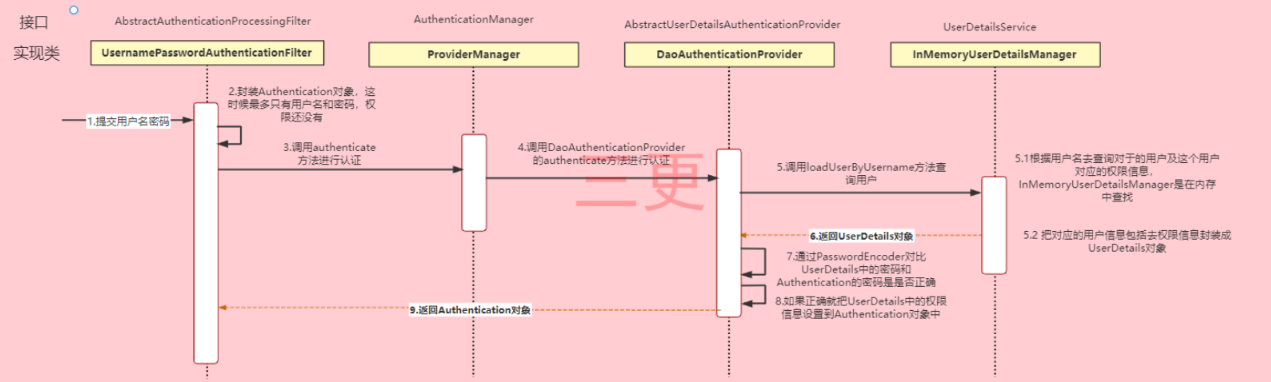 接口
AbstractAuthenticationProcessingFilter
AuthenticationManager
AbstractUserDetailsAuthenticationProvider
UserDetailsService
实现类
UsernamePasswordAuthenticationFilter
ProviderManager
DaoAuthenticationProvider
InMemoryUserDetailsManager
1.提交用户名密码
2.封装Authentication对象，这
时候最多只有用户名和密码，权
限还没有
3.调用authenticate
方法进行认证
4.调用DaoAuthenticationProvider
的authenticate方法进行认证
三更
5.调用loadUserByUsername方法查
询用户
5.1根据用户名去查询对于的用户及这个用户
对应的权限信息，
InMemoryUserDetailsManager是在内存
中查找
5.2 把对应的用户信息包括去权限信息封装成
UserDetails对象
6.返回UserDetails对象
7.通过PasswordEncoder对比
UserDetails中的密码和
Authentication的密码是是否正确
8.如果正确就把UserDetails中的权限
信息设置到Authentication对象中
9.返回Authentication对象